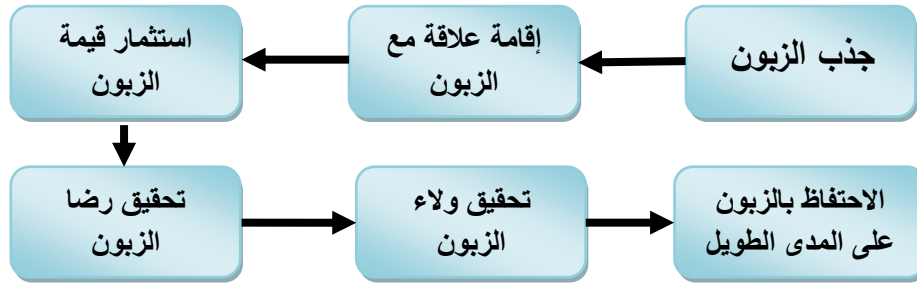 جذب الزبون
إقامة علاقة مع
الزبون
استثمار قيمة
الزبون
تحقيق رضا
الزبون
تحقيق ولاء
الزبون
الاحتفاظ بالزبون
على المدى الطويل